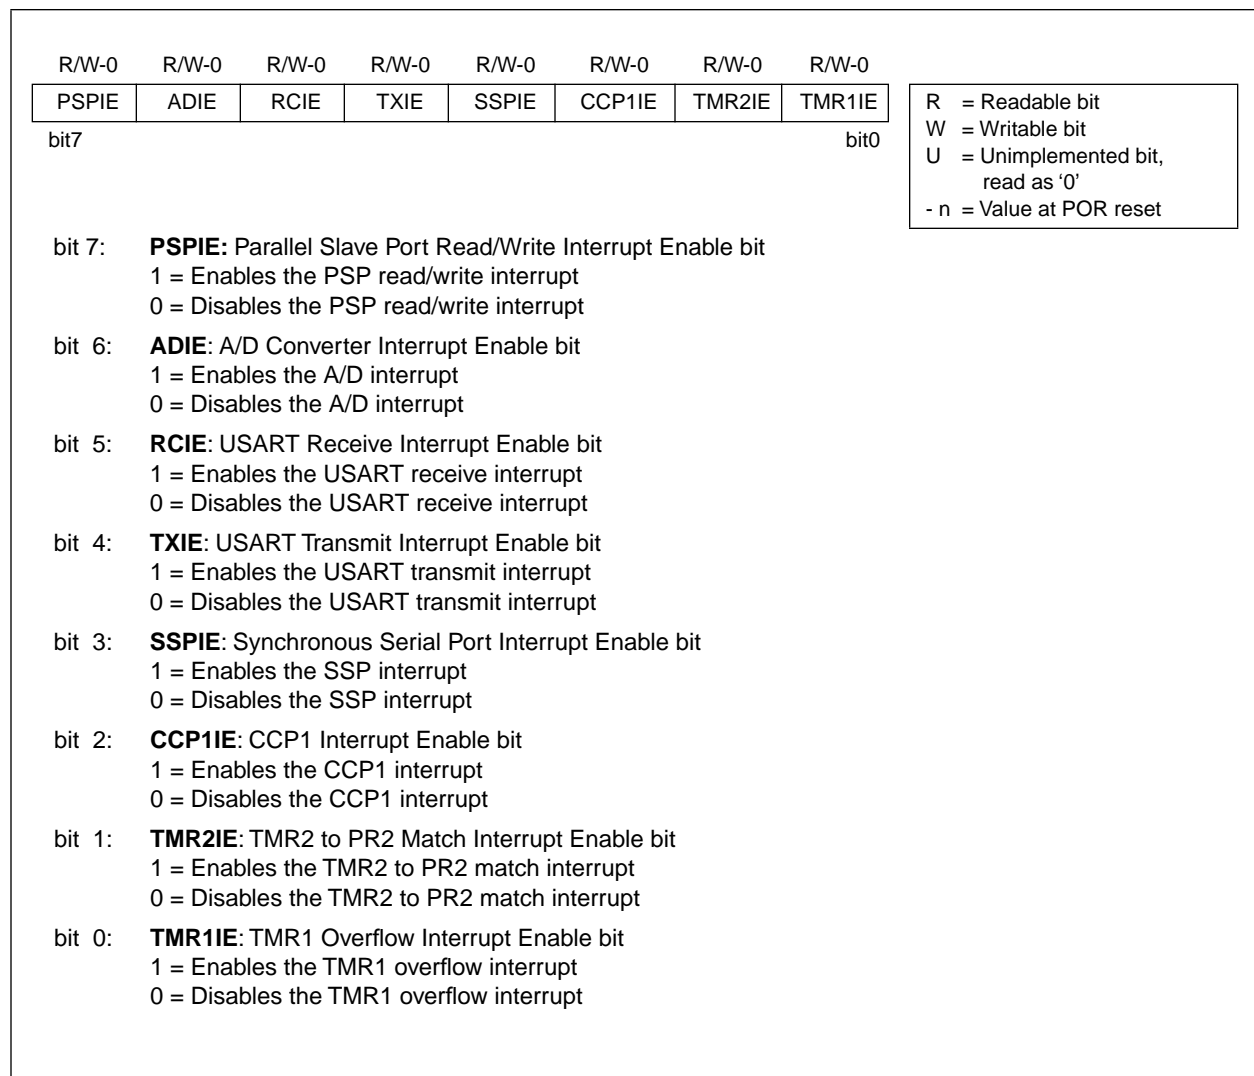 R/W-0 R/W-0 R/W-0 R/W-0 R/W-0 R/W-0 R/W-0 R/W-0
PSPIE ADIE RCIE TXIE SSPIE CCP1IE TMR2IE TMR1IE
bit7 bit0
R = Readable bit
W = Writable bit
U = Unimplemented bit,
read as ‘0’
- n = Value at POR reset
bit 7: PSPIE: Parallel Slave Port Read/Write Interrupt Enable bit
1 = Enables the PSP read/write interrupt
0 = Disables the PSP read/write interrupt
bit 6: ADIE: A/D Converter Interrupt Enable bit
1 = Enables the A/D interrupt
0 = Disables the A/D interrupt
bit 5: RCIE: USART Receive Interrupt Enable bit
1 = Enables the USART receive interrupt
0 = Disables the USART receive interrupt
bit 4: TXIE: USART Transmit Interrupt Enable bit
1 = Enables the USART transmit interrupt
0 = Disables the USART transmit interrupt
bit 3: SSPIE: Synchronous Serial Port Interrupt Enable bit
1 = Enables the SSP interrupt
0 = Disables the SSP interrupt
bit 2: CCP1IE: CCP1 Interrupt Enable bit
1 = Enables the CCP1 interrupt
0 = Disables the CCP1 interrupt
bit 1: TMR2IE: TMR2 to PR2 Match Interrupt Enable bit
1 = Enables the TMR2 to PR2 match interrupt
0 = Disables the TMR2 to PR2 match interrupt
bit 0: TMR1IE: TMR1 Overflow Interrupt Enable bit
1 = Enables the TMR1 overflow interrupt
0 = Disables the TMR1 overflow interrupt